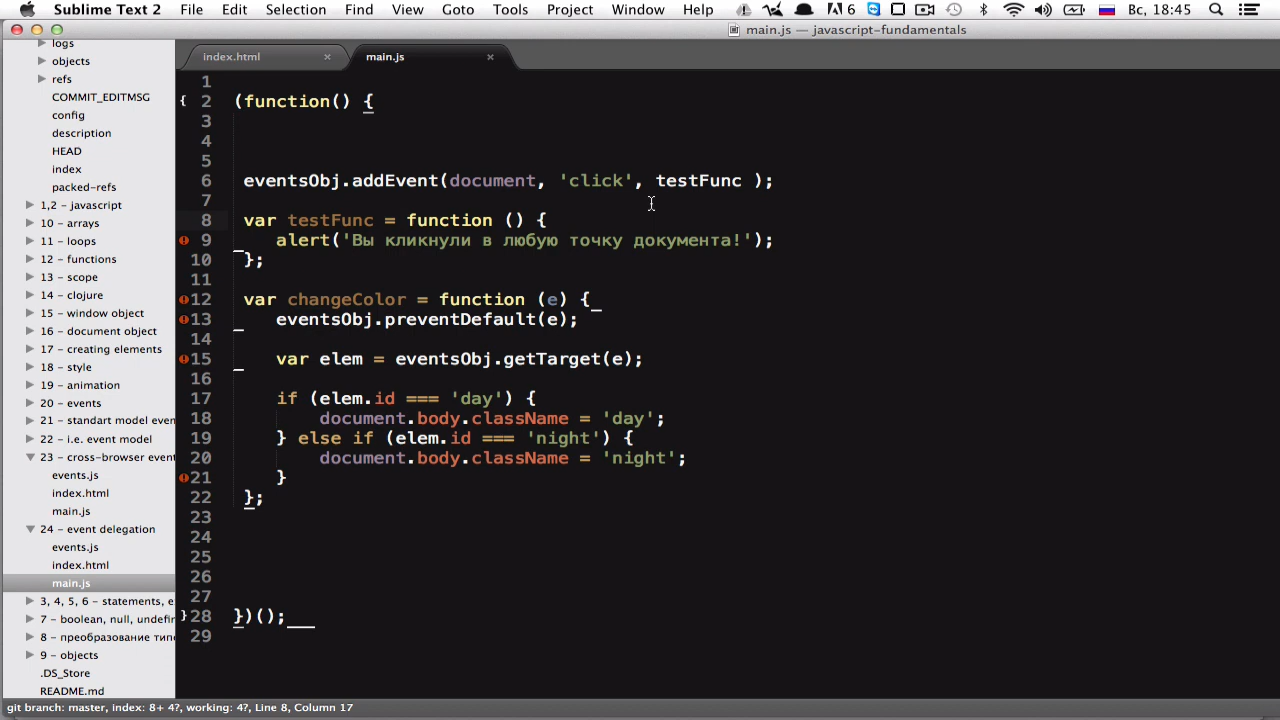 Sublime Text 2 File Edit Selection Find View Goto Tools Project Window Help 6 Вс, 18:45
main.js — javascript-fundamentals
logs
objects
refs
COMMIT_EDITMSG
config
description
HEAD
index
packed-refs
1,2 - javascript
10 - arrays
11 - loops
12 - functions
13 - scope
14 - clojure
15 - window object
16 - document object
17 - creating elements
18 - style
19 - animation
20 - events
21 - standart model even
22 - i.e. event model
23 - cross-browser event
events.js
index.html
main.js
24 - event delegation
events.js
index.html
main.js
3, 4, 5, 6 - statements, e
7 - boolean, null, undefin
8 - преобразование типо
9 - objects
.DS_Store
README.md
index.html × main.js ×
1
{ 2 (function() {
3
4
5
6 eventsObj.addEvent(document, 'click', testFunc );
7
8 var testFunc = function () {
9 alert('Вы кликнули в любую точку документа!');
10 };
11
12 var changeColor = function (e) {
13 eventsObj.preventDefault(e);
14
15 var elem = eventsObj.getTarget(e);
16
17 if (elem.id === 'day') {
18 document.body.className = 'day';
19 } else if (elem.id === 'night') {
20 document.body.className = 'night';
21 }
22 };
23
24
25
26
27
} 28 })();
29
git branch: master, index: 8+ 4?, working: 4?, Line 8, Column 17